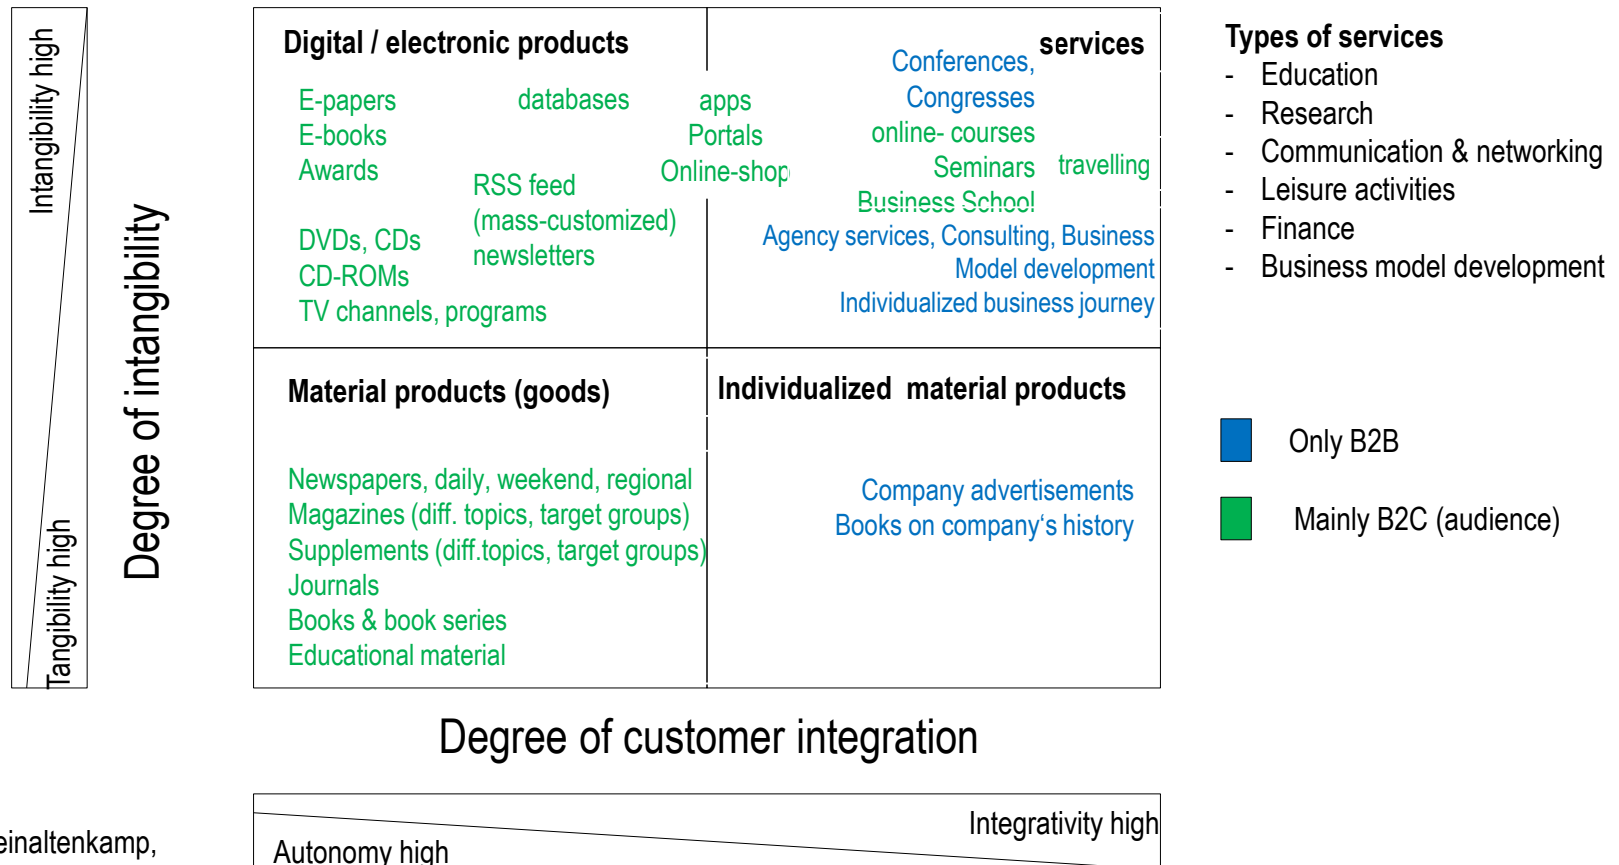 Intangibility high
Tangibility high
Degree of intangibility
Digital / electronic products
E-papers
E-books
Awards
databases
RSS feed
(mass-customized)
newsletters
DVDs, CDs
CD-ROMs
TV channels, programs
apps
Portals
Online-shop
services
Conferences,
Congresses
online- courses
Seminars
travelling
Business School
Agency services, Consulting, Business
Model development
Individualized business journey
Material products (goods)
Newspapers, daily, weekend, regional
Magazines (diff. topics, target groups)
Supplements (diff.topics, target groups)
Journals
Books & book series
Educational material
Individualized material products
Company advertisements
Books on company‘s history
Types of services
- Education
- Research
- Communication & networking
- Leisure activities
- Finance
- Business model development
Only B2B
Mainly B2C (audience)
Degree of customer integration
Integrativity high
Autonomy high
einaltenkamp,